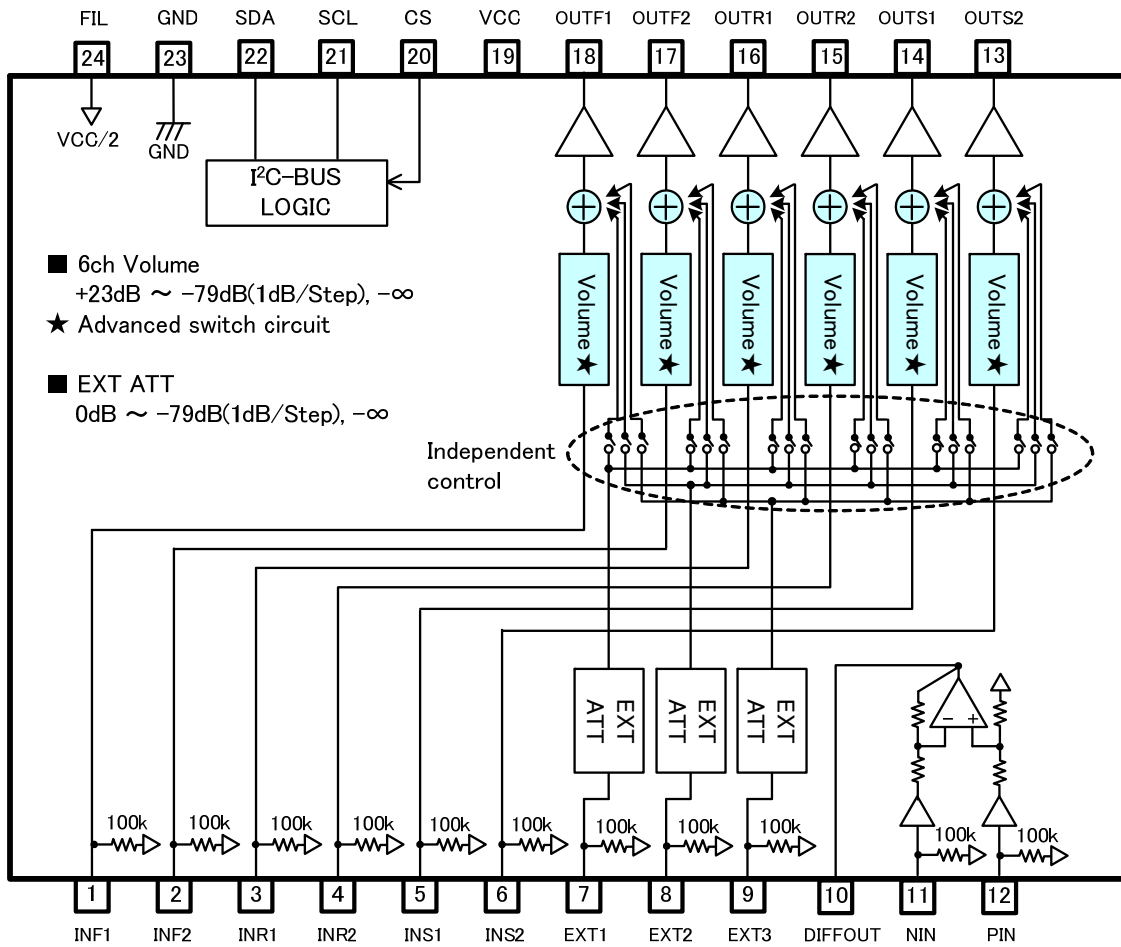 FIL GND SDA SCL CS VCC OUTF1 OUTF2 OUTR1 OUTR2 OUTS1 OUTS2
24 23 22 21 20 19 18 17 16 15 14 13
VCC/2
GND
I²C-BUS
LOGIC
■ 6ch Volume
+23dB ～ −79dB(1dB/Step), −∞
★ Advanced switch circuit
■ EXT ATT
0dB ～ −79dB(1dB/Step), −∞
Volume★ Volume★ Volume★ Volume★ Volume★ Volume★
Independent
control
EXT
ATT
EXT
ATT
EXT
ATT
− +
100k 100k 100k 100k 100k 100k 100k 100k 100k 100k 100k
1 2 3 4 5 6 7 8 9 10 11 12
INF1 INF2 INR1 INR2 INS1 INS2 EXT1 EXT2 EXT3 DIFFOUT NIN PIN